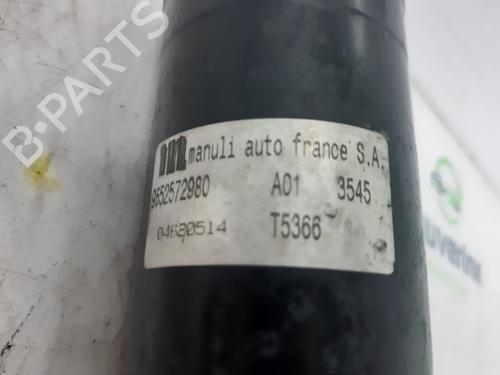 manuli auto france S.A.
9652572980 A01 3545
04620514 T5366
B-PARTS